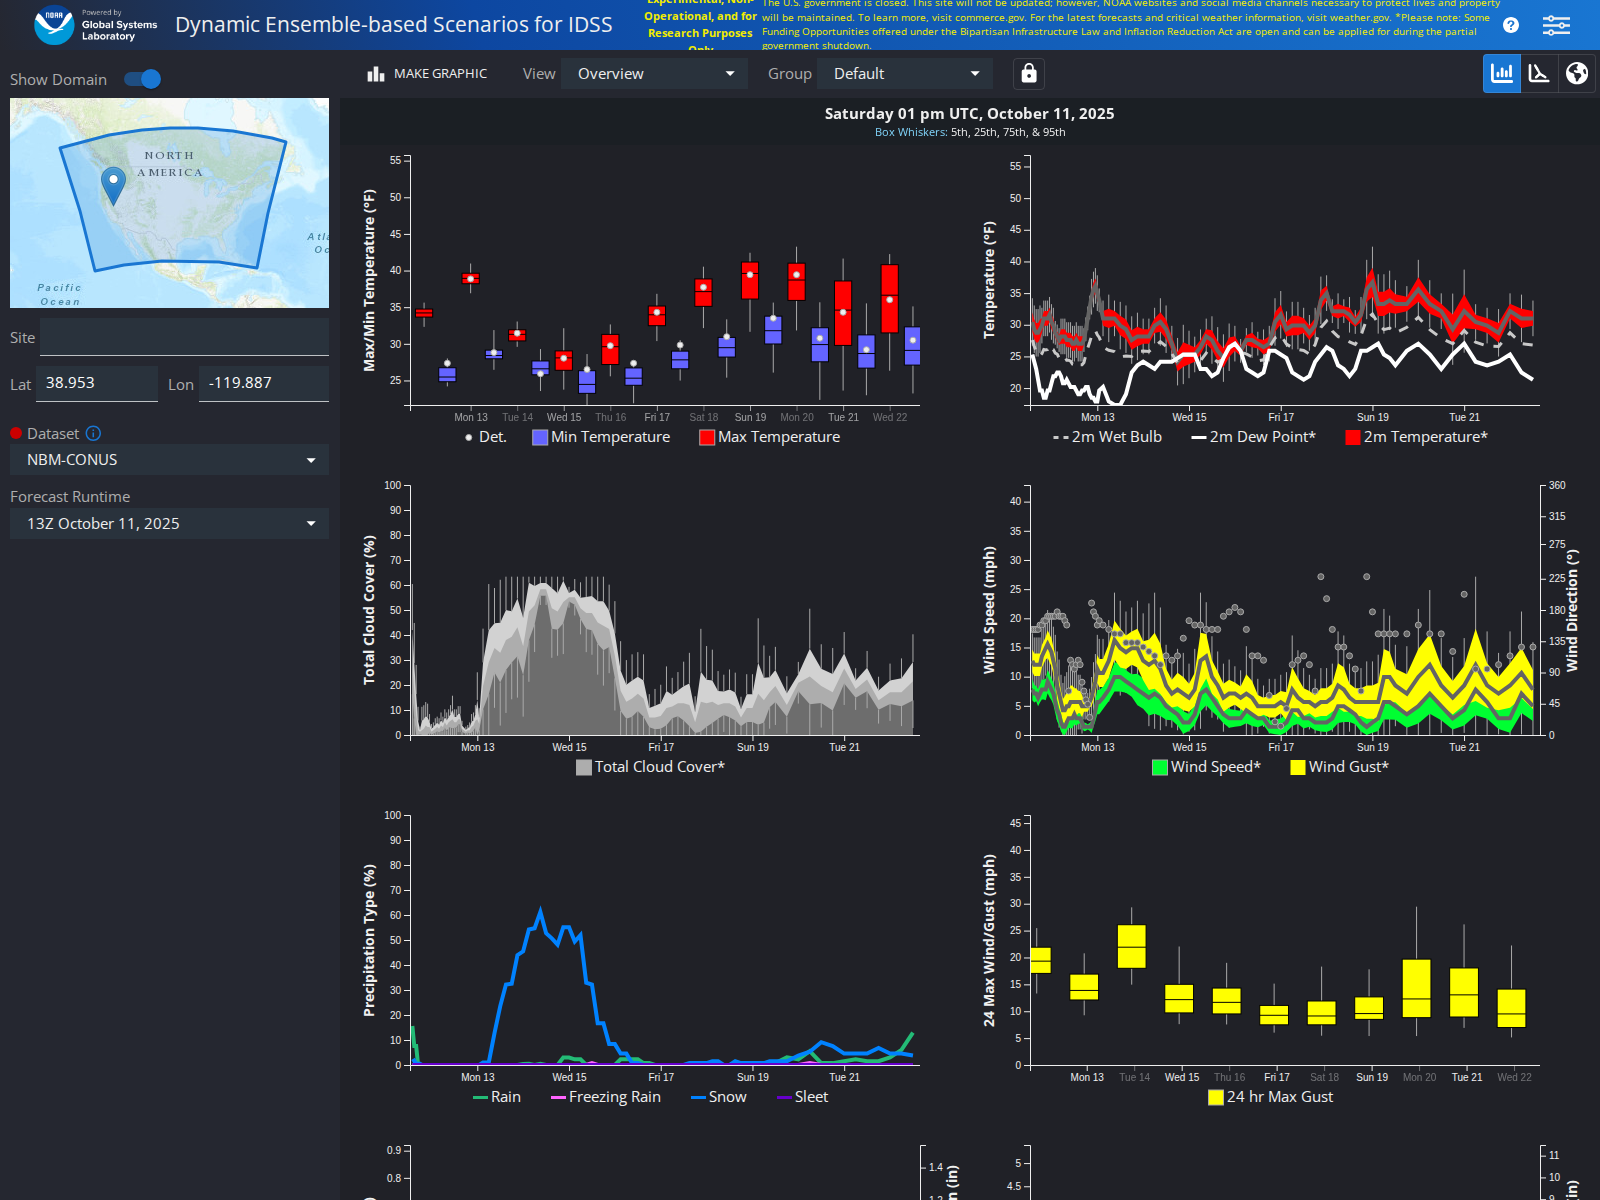 NOAA
Powered by
Global Systems
Laboratory
Dynamic Ensemble-based Scenarios for IDSS
Operational, and for
Research Purposes
The U.S. government is closed. This site will not be updated; however, NOAA websites and social media channels necessary to protect lives and property
will be maintained. To learn more, visit commerce.gov. For the latest forecasts and critical weather information, visit weather.gov. *Please note: Some
Funding Opportunities offered under the Bipartisan Infrastructure Law and Inflation Reduction Act are open and can be applied for during the partial
government shutdown.
?
Show Domain
MAKE GRAPHIC
View
Overview
Group
Default
NORTH
AMERICA
Pacific
Ocean
Site
Lat
38.953
Lon
-119.887
Dataset
NBM-CONUS
Forecast Runtime
13Z October 11, 2025
Saturday 01 pm UTC, October 11, 2025
Box Whiskers: 5th, 25th, 75th, & 95th
Max/Min Temperature (°F)
55
50
45
40
35
30
25
Mon 13
Tue 14
Wed 15
Thu 16
Fri 17
Sat 18
Sun 19
Mon 20
Tue 21
Wed 22
Det.
Min Temperature
Max Temperature
Temperature (°F)
55
50
45
40
35
30
25
20
Mon 13
Wed 15
Fri 17
Sun 19
Tue 21
2m Wet Bulb
2m Dew Point*
2m Temperature*
Total Cloud Cover (%)
100
90
80
70
60
50
40
30
20
10
0
Mon 13
Wed 15
Fri 17
Sun 19
Tue 21
Total Cloud Cover*
Wind Speed (mph)
40
35
30
25
20
15
10
5
0
360
315
275
225
180
135
90
45
0
Wind Direction (°)
Mon 13
Wed 15
Fri 17
Sun 19
Tue 21
Wind Speed*
Wind Gust*
Precipitation Type (%)
100
90
80
70
60
50
40
30
20
10
0
Mon 13
Wed 15
Fri 17
Sun 19
Tue 21
Rain
Freezing Rain
Snow
Sleet
24 Max Wind/Gust (mph)
45
40
35
30
25
20
15
10
5
0
Mon 13
Tue 14
Wed 15
Thu 16
Fri 17
Sat 18
Sun 19
Mon 20
Tue 21
Wed 22
24 hr Max Gust
0.9
0.8
1.4
(in)
5
4.5
11
10